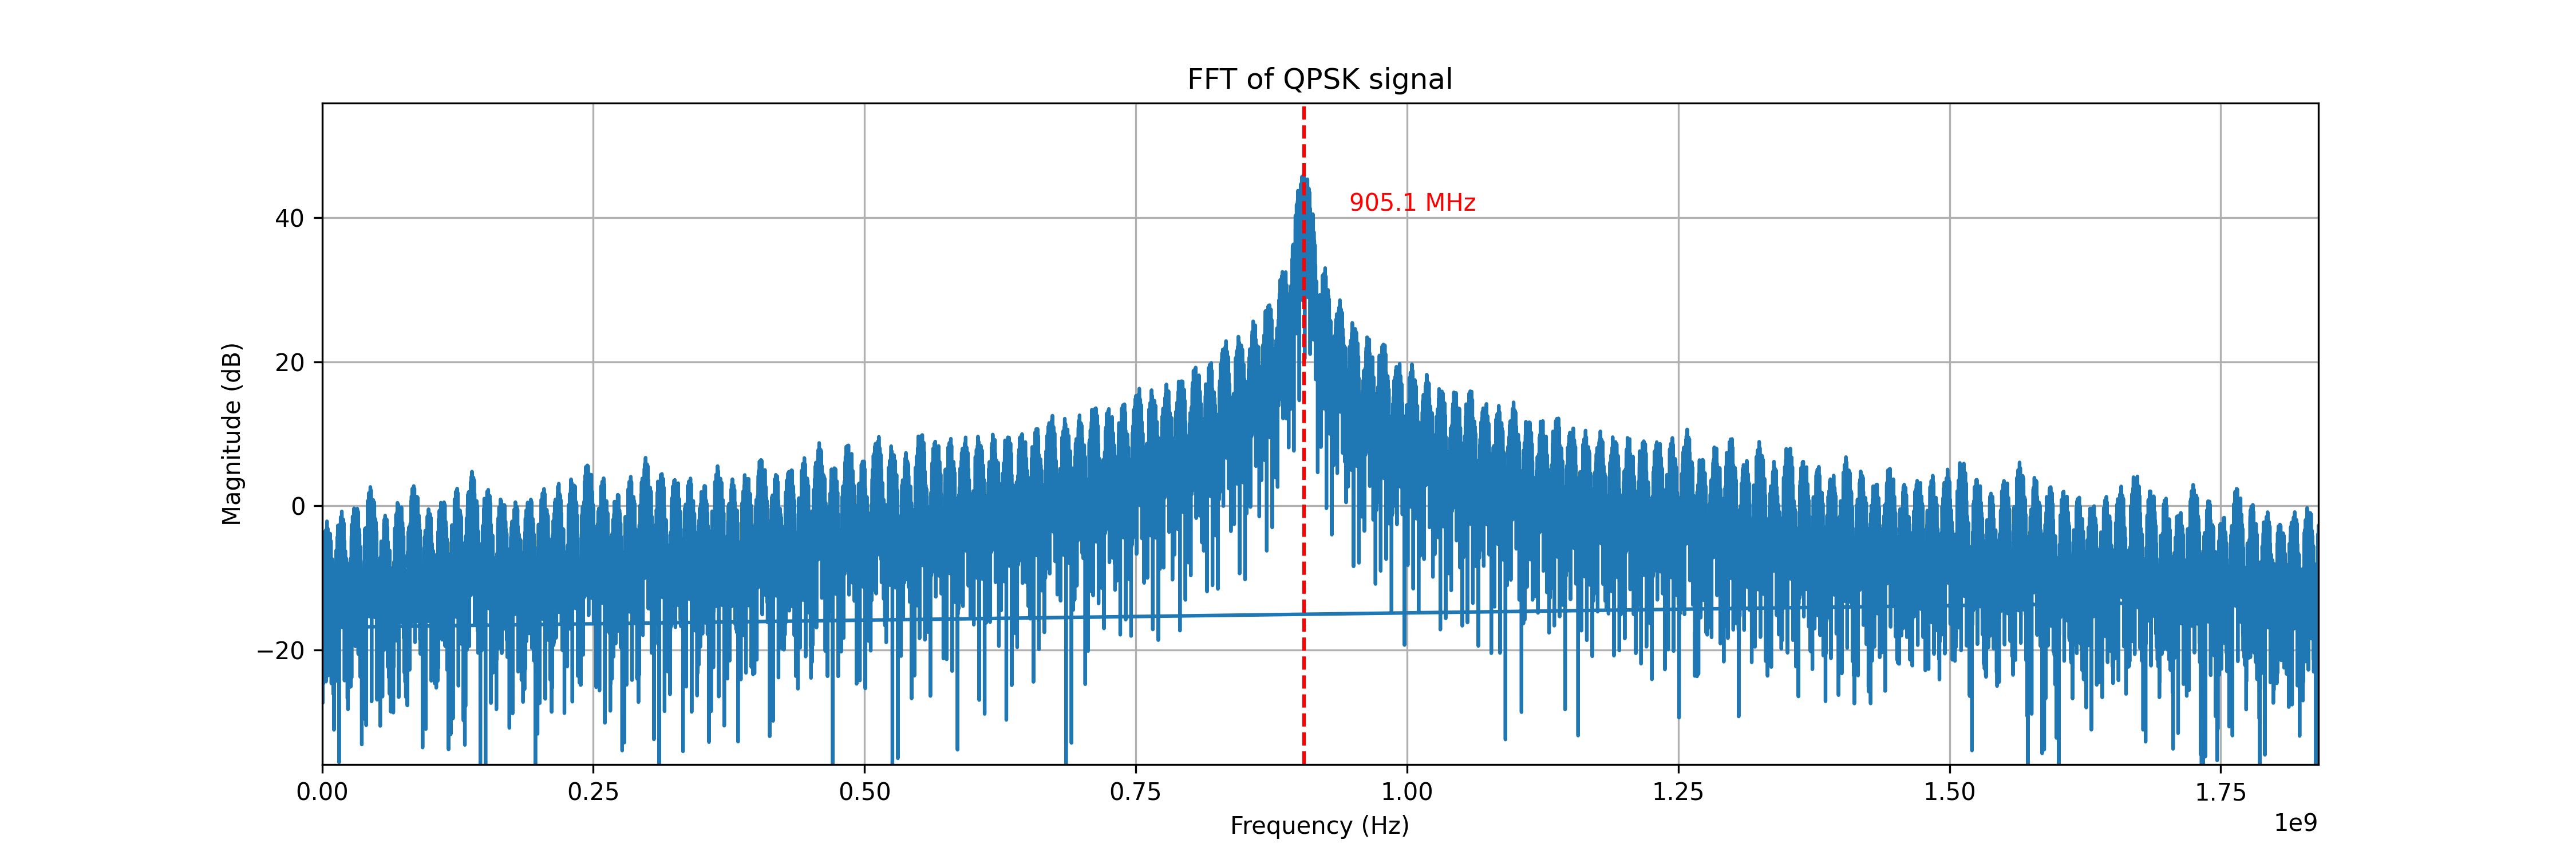 FFT of QPSK signal
905.1 MHz
Magnitude (dB)
40
20
0
−20
0.00 0.25 0.50 0.75 1.00 1.25 1.50 1.75
1e9
Frequency (Hz)